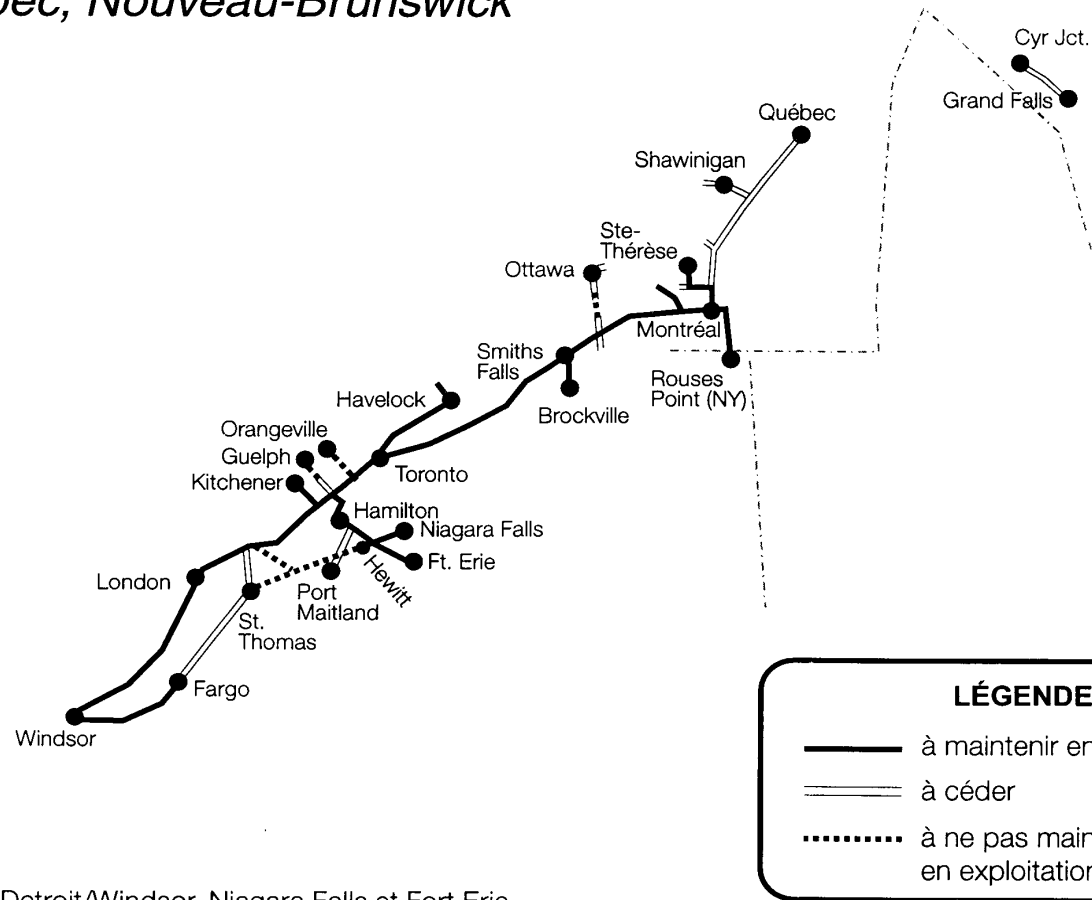 Nouveau-Brunswick
Cyr Jct.
Grand Falls
Québec
Shawinigan
Ste-
Thérèse
Ottawa
Montréal
Smiths
Falls
Rouses
Point (NY)
Brockville
Havelock
Orangeville
Guelph
Toronto
Kitchener
Hamilton
Niagara Falls
Ft. Erie
Hewitt
London
Port
Maitland
St.
Thomas
Fargo
Windsor
LÉGENDE
à maintenir en
à céder
à ne pas main
en exploitation
Detroit/Windsor, Niagara Falls et Fort Erie